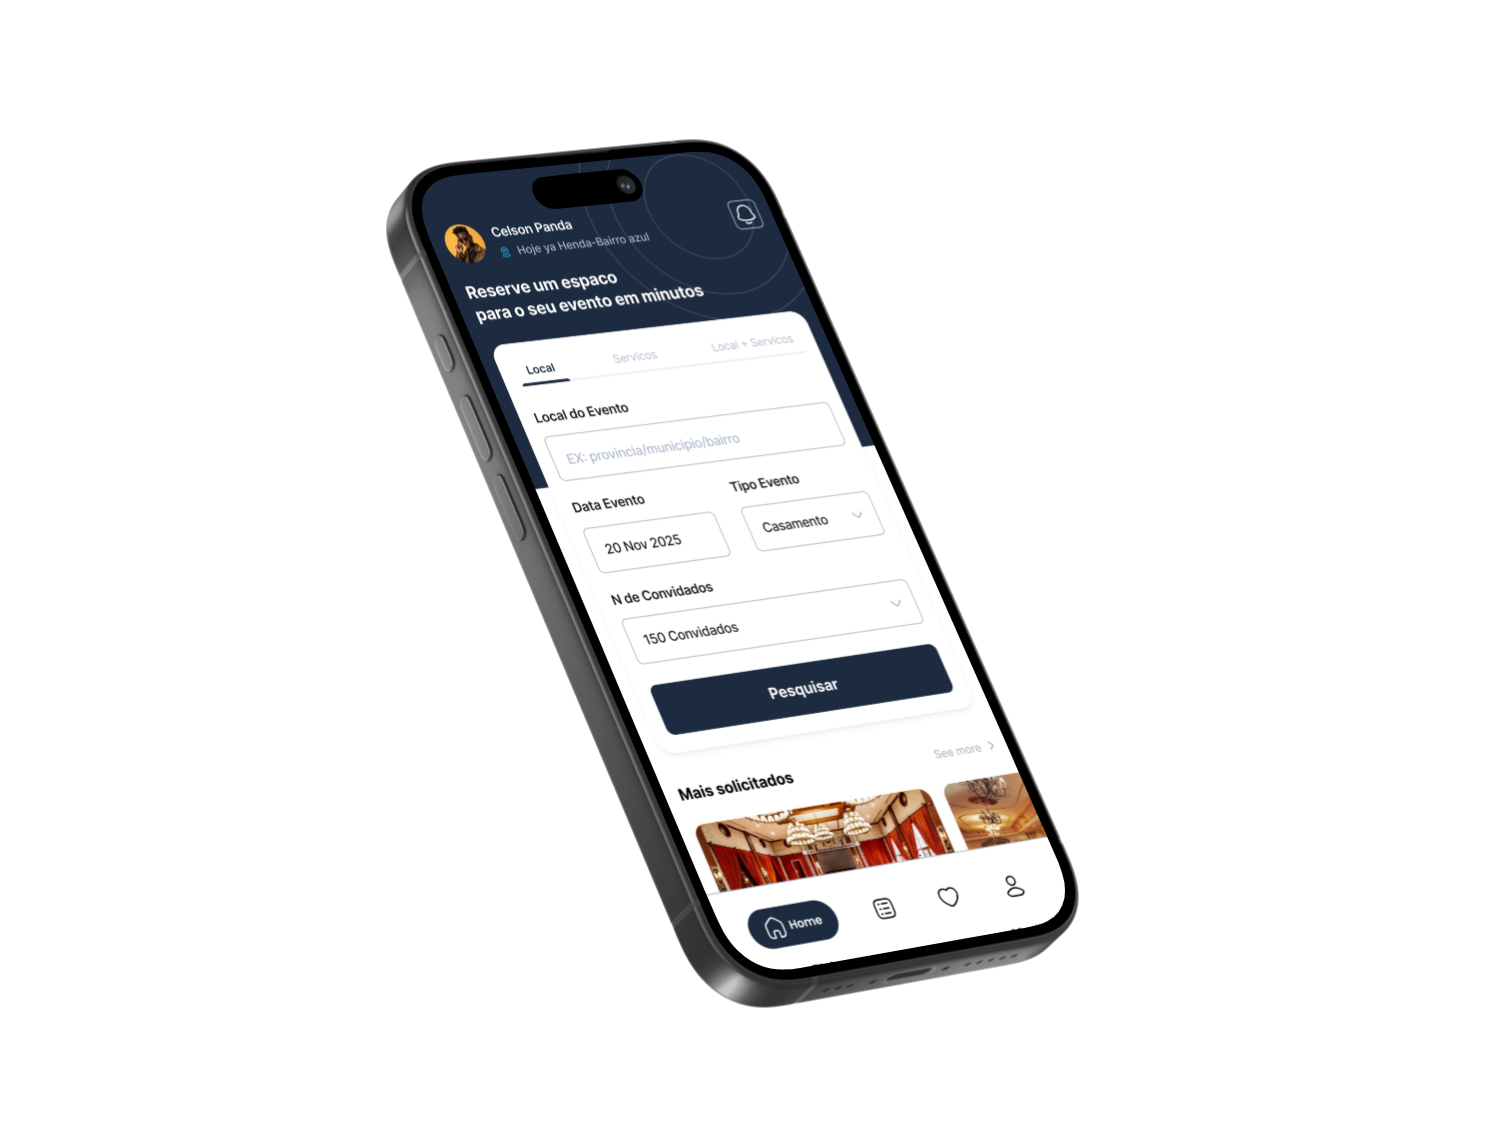 Celson Panda
Hoje ya Henda-Bairro azul
Reserve um espaco
para o seu evento em minutos
Local
Servicos
Local + Servicos
Local do Evento
EX: provincia/municipio/bairro
Data Evento
Tipo Evento
20 Nov 2025
Casamento
N de Convidados
150 Convidados
Pesquisar
Mais solicitados
See more
Home